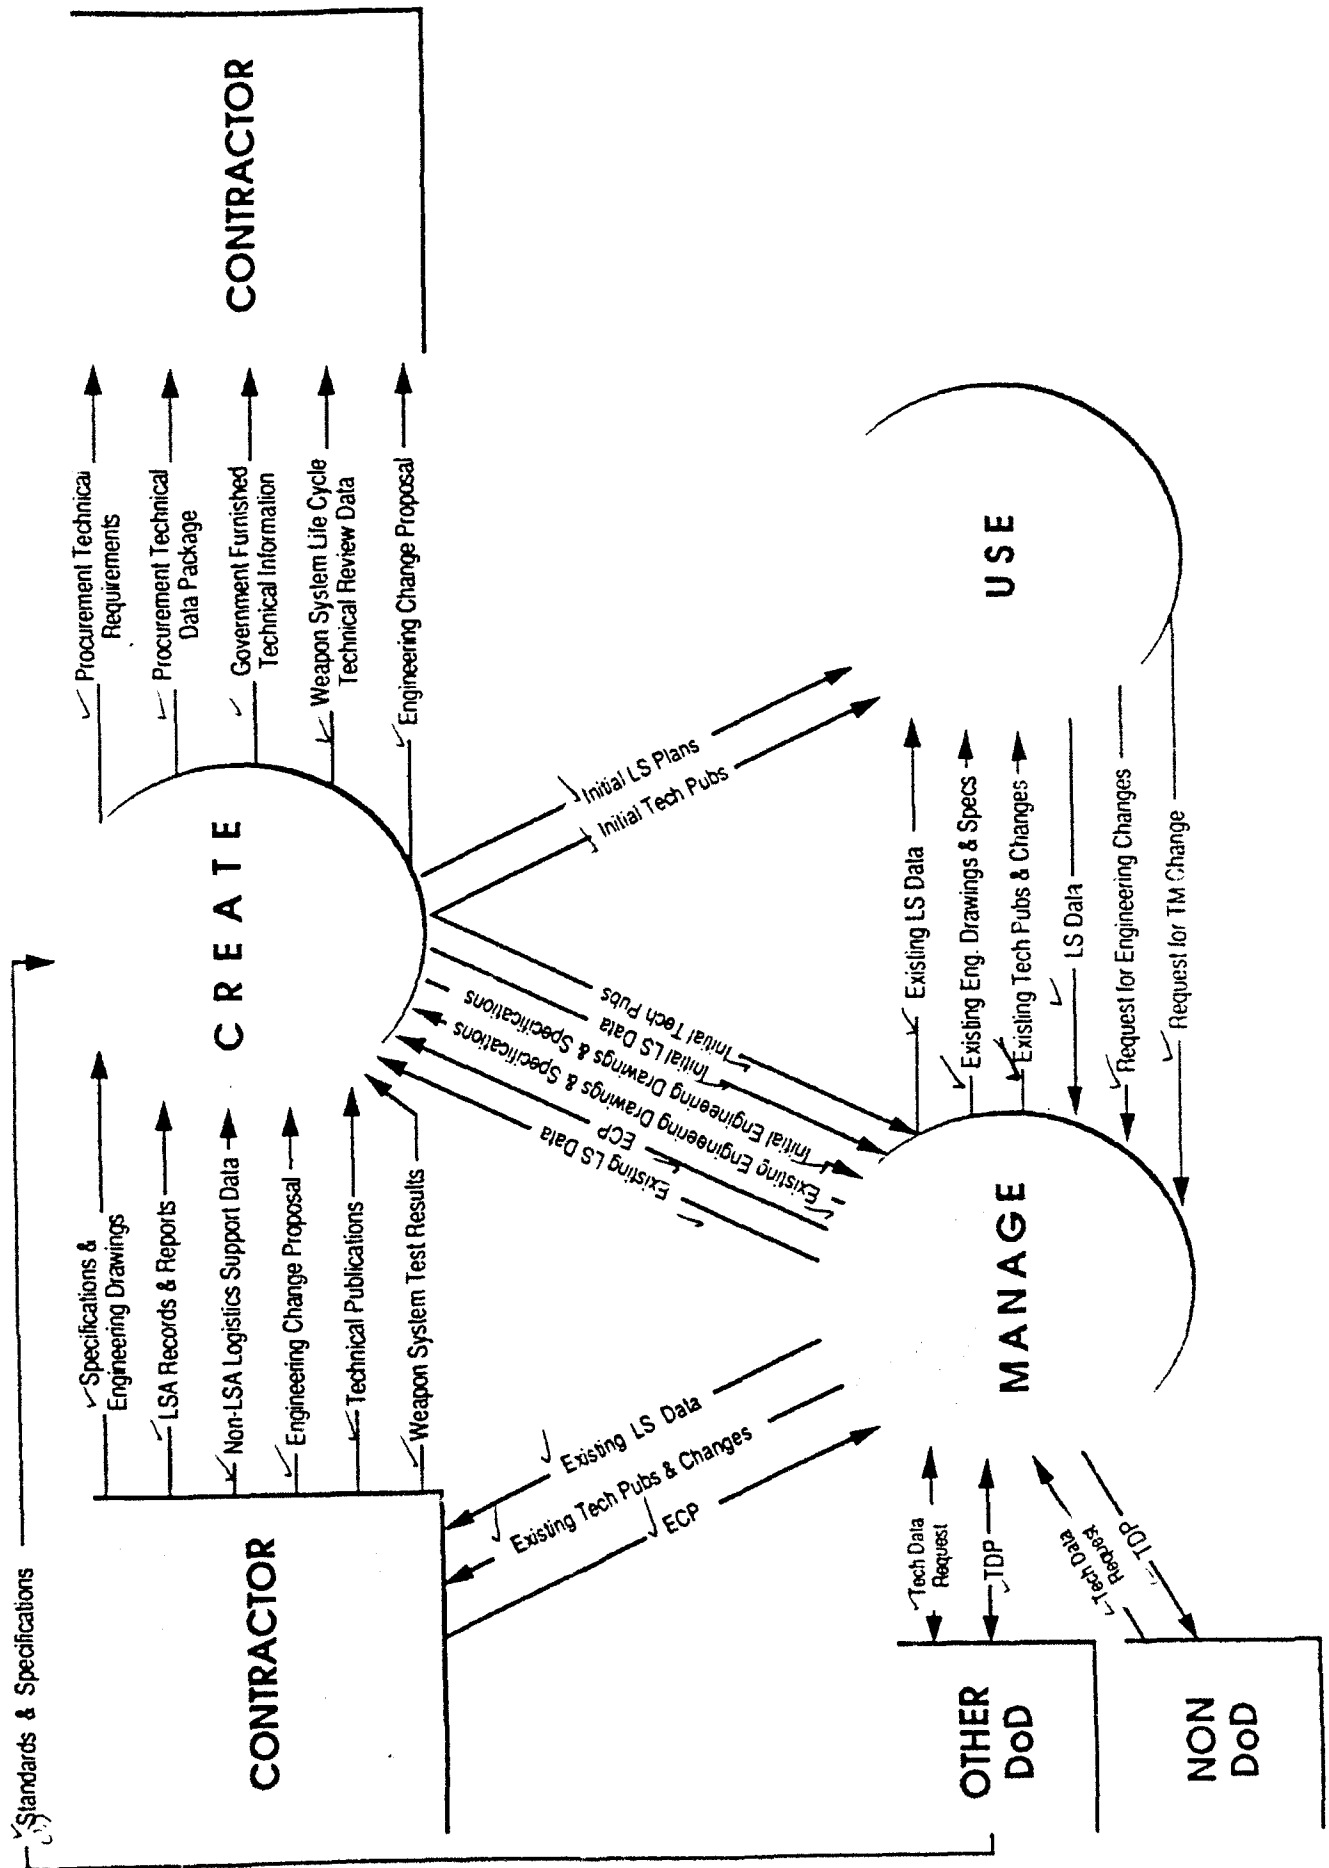 Standards & Specifications
CONTRACTOR
Specifications &
Engineering Drawings
LSA Records & Reports
Non-LSA Logistics Support Data
Engineering Change Proposal
Technical Publications
Weapon System Test Results
CREATE
Procurement Technical
Requirements
Procurement Technical
Data Package
Government Furnished
Technical Information
Weapon System Life Cycle
Technical Review Data
Engineering Change Proposal
CONTRACTOR
Existing LS Data
Existing Tech Pubs & Changes
ECP
Existing LS Data
ECP
Existing Engineering Drawings & Specifications
Initial Engineering Drawings & Specifications
Initial LS Data
Initial Tech Pubs
Initial LS Plans
Initial Tech Pubs
OTHER
DoD
Tech Data
Request
TDP
NON
DoD
Tech Data
Request
TDP
MANAGE
Existing LS Data
Existing Eng. Drawings & Specs
Existing Tech Pubs & Changes
LS Data
Request for Engineering Changes
Request for TM Change
USE